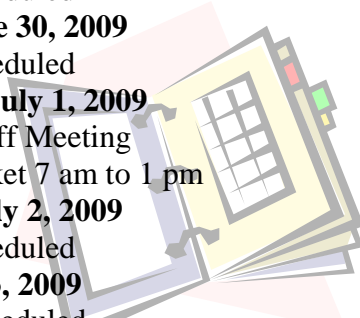 e 30, 2009
eduled
uly 1, 2009
ff Meeting
ket 7 am to 1 pm
ly 2, 2009
eduled
, 2009